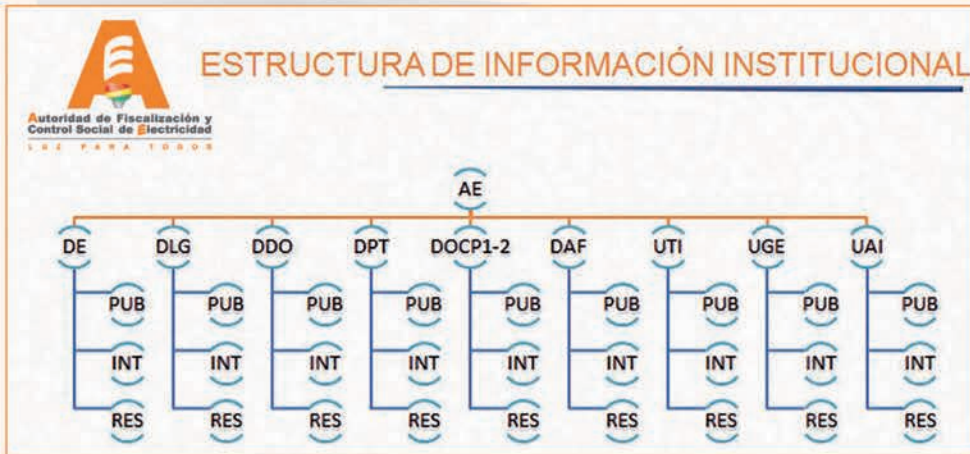 ESTRUCTURA DE INFORMACIÓN INSTITUCIONAL
Autoridad de Fiscalización y
Control Social de Electricidad
LUZ PARA TODOS
AE
DE DLG DDO DPT DOCP1-2 DAF UTI UGE UAI
PUB PUB PUB PUB PUB PUB PUB PUB PUB
INT INT INT INT INT INT INT INT INT
RES RES RES RES RES RES RES RES RES